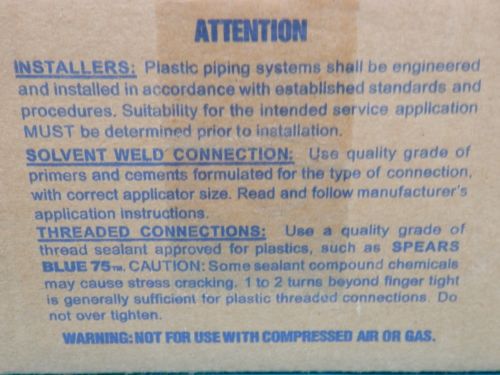 ATTENTION
INSTALLERS: Plastic piping systems shall be engineered
and installed in accordance with established standards and
procedures. Suitability for the intended service application
MUST be determined prior to installation.
SOLVENT WELD CONNECTION: Use quality grade of
primers and cements formulated for the type of connection,
with correct applicator size. Read and follow manufacturer's
application instructions.
THREADED CONNECTIONS: Use a quality grade of
thread sealant approved for plastics, such as SPEARS
BLUE 75™. CAUTION: Some sealant compound chemicals
may cause stress cracking. 1 to 2 turns beyond finger tight
is generally sufficient for plastic threaded connections. Do
not over tighten.
WARNING: NOT FOR USE WITH COMPRESSED AIR OR GAS.